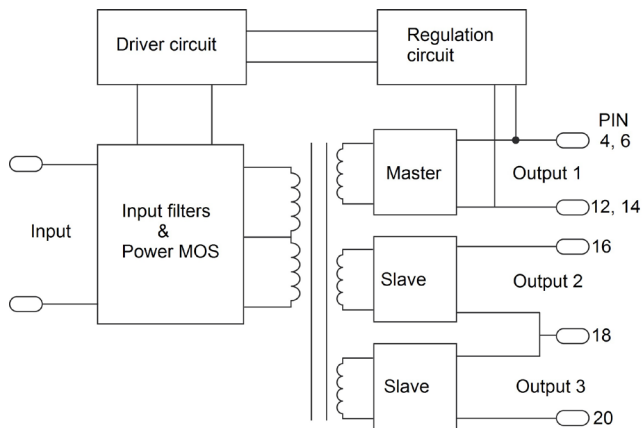 Driver circuit
Regulation
circuit
PIN
4, 6
Master
Output 1
12, 14
Input
Input filters
&
Power MOS
16
Slave
Output 2
18
Slave
Output 3
20